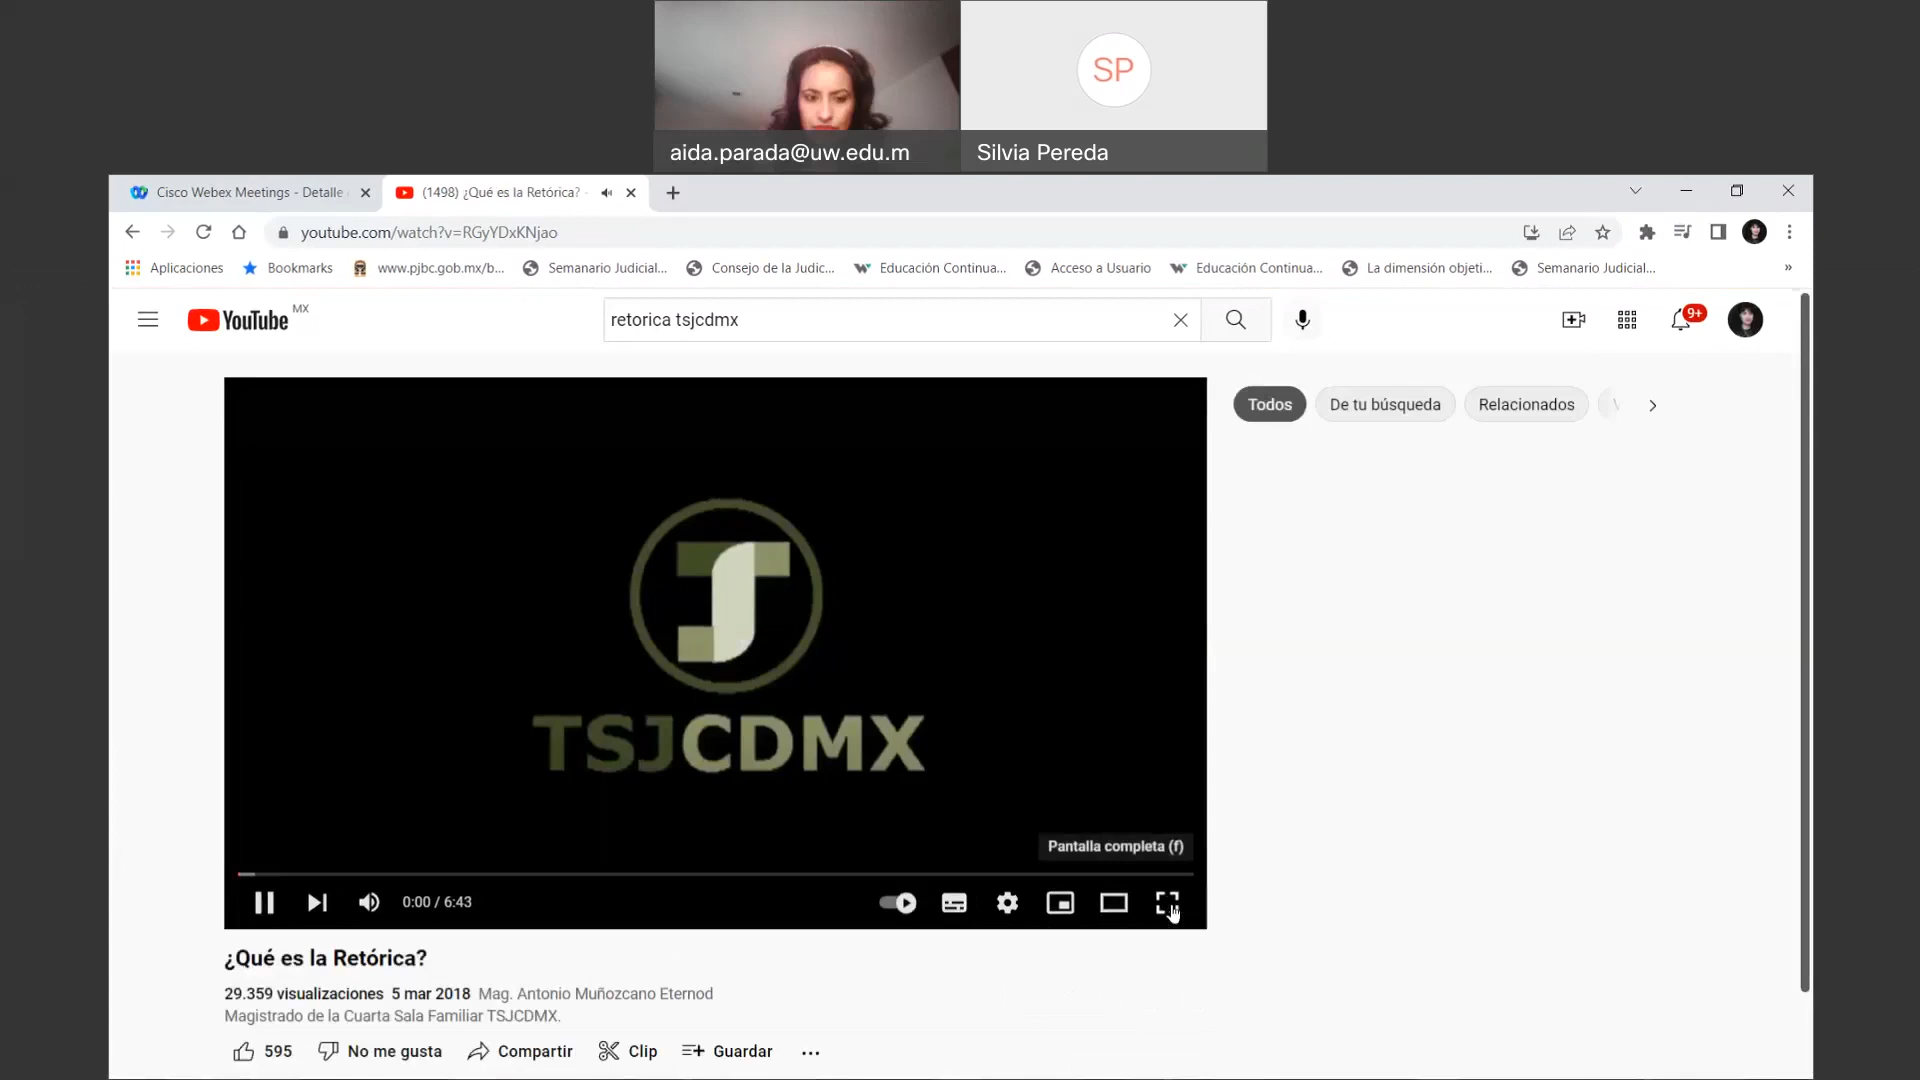 SP
aida.parada@uw.edu.m
Silvia Pereda
Cisco Webex Meetings - Detalle
(1498) ¿Qué es la Retórica? -
youtube.com/watch?v=RGyYDxKNjao
Aplicaciones
Bookmarks
www.pjbc.gob.mx/b...
Semanario Judicial...
Consejo de la Judic...
Educación Continua...
Acceso a Usuario
Educación Continua...
La dimensión objeti...
Semanario Judicial...
»
YouTube MX
retorica tsjcdmx
9+
Todos
De tu búsqueda
Relacionados
TSJCDMX
Pantalla completa (f)
0:00 / 6:43
¿Qué es la Retórica?
29.359 visualizaciones 5 mar 2018 Mag. Antonio Muñozcano Eternod
Magistrado de la Cuarta Sala Familiar TSJCDMX.
595
No me gusta
Compartir
Clip
Guardar
...